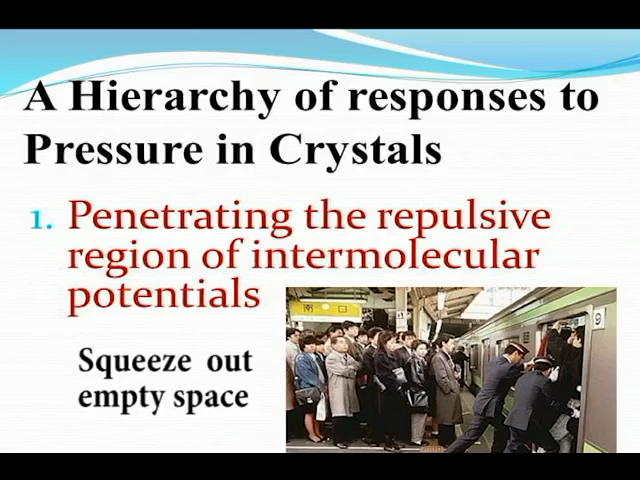 A Hierarchy of responses to
Pressure in Crystals
1. Penetrating the repulsive
region of intermolecular
potentials
Squeeze out
empty space
9